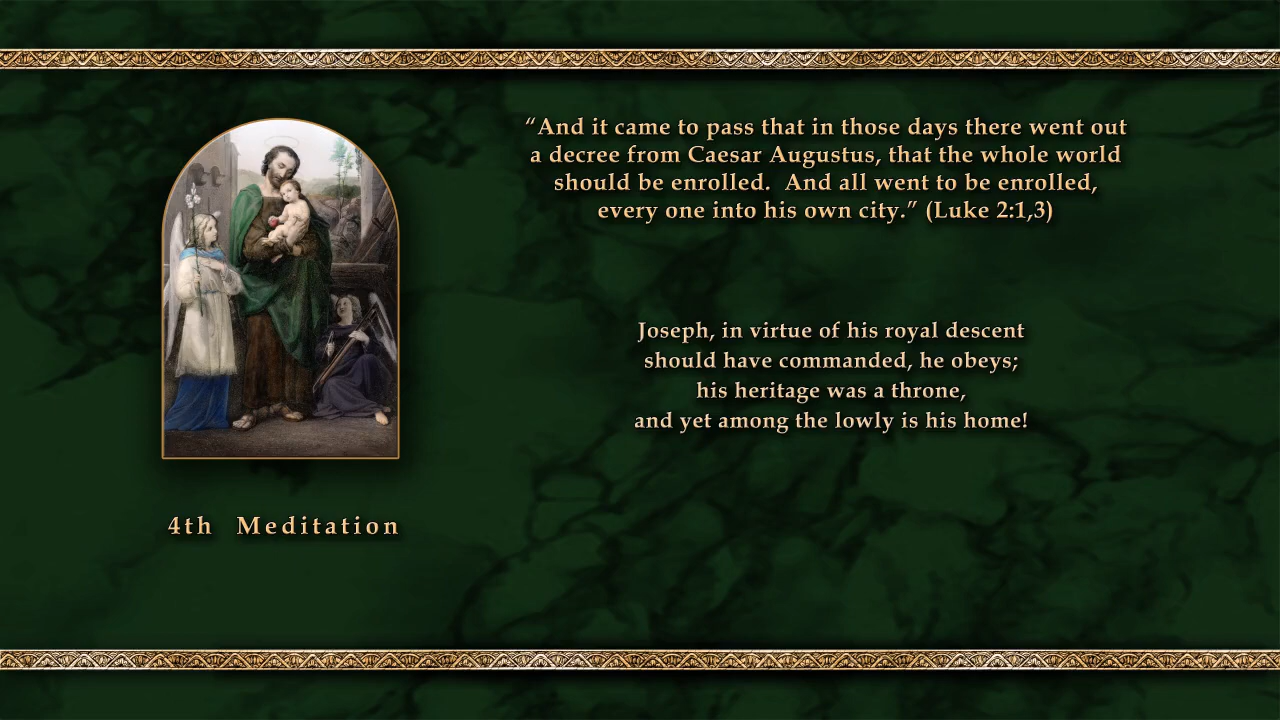 “And it came to pass that in those days there went out
a decree from Caesar Augustus, that the whole world
should be enrolled.  And all went to be enrolled,
every one into his own city.” (Luke 2:1,3)
Joseph, in virtue of his royal descent
should have commanded, he obeys;
his heritage was a throne,
and yet among the lowly is his home!
4th Meditation